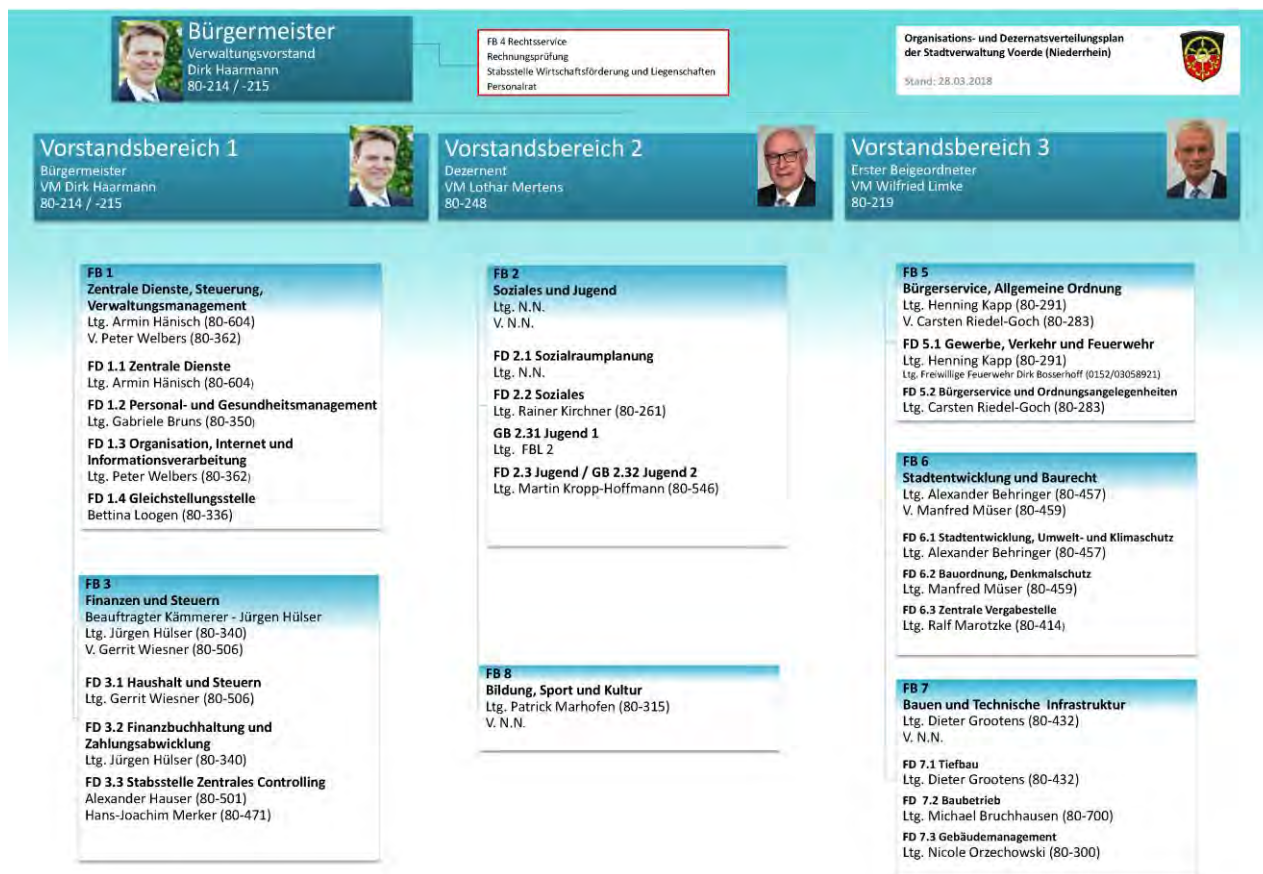 Bürgermeister
Verwaltungsvorstand
Dirk Haarmann
80-214 / -215
FB 4 Rechtsservice
Rechnungsprüfung
Stabsstelle Wirtschaftsförderung und Liegenschaften
Personalrat
Organisations- und Dezernatsverteilungsplan
der Stadtverwaltung Voerde (Niederrhein)
Stand: 28.03.2018
Vorstandsbereich 1
Bürgermeister
VM Dirk Haarmann
80-214 / -215
Vorstandsbereich 2
Dezernent
VM Lothar Mertens
80-248
Vorstandsbereich 3
Erster Beigeordneter
VM Wilfried Limke
80-219
FB 1
Zentrale Dienste, Steuerung,
Verwaltungsmanagement
Ltg. Armin Hänisch (80-604)
V. Peter Welbers (80-362)
FD 1.1 Zentrale Dienste
Ltg. Armin Hänisch (80-604)
FD 1.2 Personal- und Gesundheitsmanagement
Ltg. Gabriele Bruns (80-350)
FD 1.3 Organisation, Internet und
Informationsverarbeitung
Ltg. Peter Welbers (80-362)
FD 1.4 Gleichstellungsstelle
Bettina Loogen (80-336)
FB 3
Finanzen und Steuern
Beauftragter Kämmerer - Jürgen Hülser
Ltg. Jürgen Hülser (80-340)
V. Gerrit Wiesner (80-506)
FD 3.1 Haushalt und Steuern
Ltg. Gerrit Wiesner (80-506)
FD 3.2 Finanzbuchhaltung und
Zahlungsabwicklung
Ltg. Jürgen Hülser (80-340)
FD 3.3 Stabsstelle Zentrales Controlling
Alexander Hauser (80-501)
Hans-Joachim Merker (80-471)
FB 2
Soziales und Jugend
Ltg. N.N.
V. N.N.
FD 2.1 Sozialraumplanung
Ltg. N.N.
FD 2.2 Soziales
Ltg. Rainer Kirchner (80-261)
GB 2.31 Jugend 1
Ltg. FBL 2
FD 2.3 Jugend / GB 2.32 Jugend 2
Ltg. Martin Kropp-Hoffmann (80-546)
FB 8
Bildung, Sport und Kultur
Ltg. Patrick Marhofen (80-315)
V. N.N.
FB 5
Bürgerservice, Allgemeine Ordnung
Ltg. Henning Kapp (80-291)
V. Carsten Riedel-Goch (80-283)
FD 5.1 Gewerbe, Verkehr und Feuerwehr
Ltg. Henning Kapp (80-291)
Ltg. Freiwillige Feuerwehr Dirk Bosserhoff (0152/03058921)
FD 5.2 Bürgerservice und Ordnungsangelegenheiten
Ltg. Carsten Riedel-Goch (80-283)
FB 6
Stadtentwicklung und Baurecht
Ltg. Alexander Behringer (80-457)
V. Manfred Müser (80-459)
FD 6.1 Stadtentwicklung, Umwelt- und Klimaschutz
Ltg. Alexander Behringer (80-457)
FD 6.2 Bauordnung, Denkmalschutz
Ltg. Manfred Müser (80-459)
FD 6.3 Zentrale Vergabestelle
Ltg. Ralf Marotzke (80-414)
FB 7
Bauen und Technische Infrastruktur
Ltg. Dieter Grootens (80-432)
V. N.N.
FD 7.1 Tiefbau
Ltg. Dieter Grootens (80-432)
FD 7.2 Baubetrieb
Ltg. Michael Bruchhausen (80-700)
FD 7.3 Gebäudemanagement
Ltg. Nicole Orzechowski (80-300)